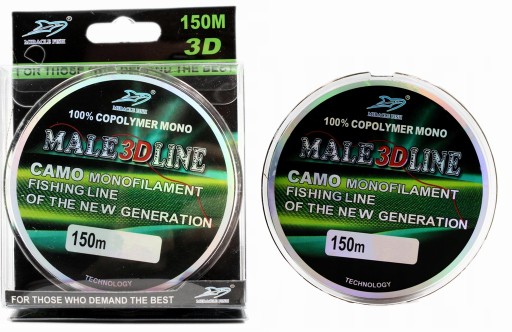 MIRACLE FISH
150M
3D
FOR THOSE WHO DEMAND THE BEST
MIRACLE FISH
100% COPOLYMER MONO
MALE3DLINE
CAMO MONOFILAMENT
FISHING LINE
OF THE NEW GENERATION
150m
TECHNOLOGY
FOR THOSE WHO DEMAND THE BEST
MIRACLE FISH
MIRACLE FISH
100% COPOLYMER MONO
MALE3DLINE
CAMO MONOFILAMENT
FISHING LINE
OF THE NEW GENERATION
150m
TECHNOLOGY